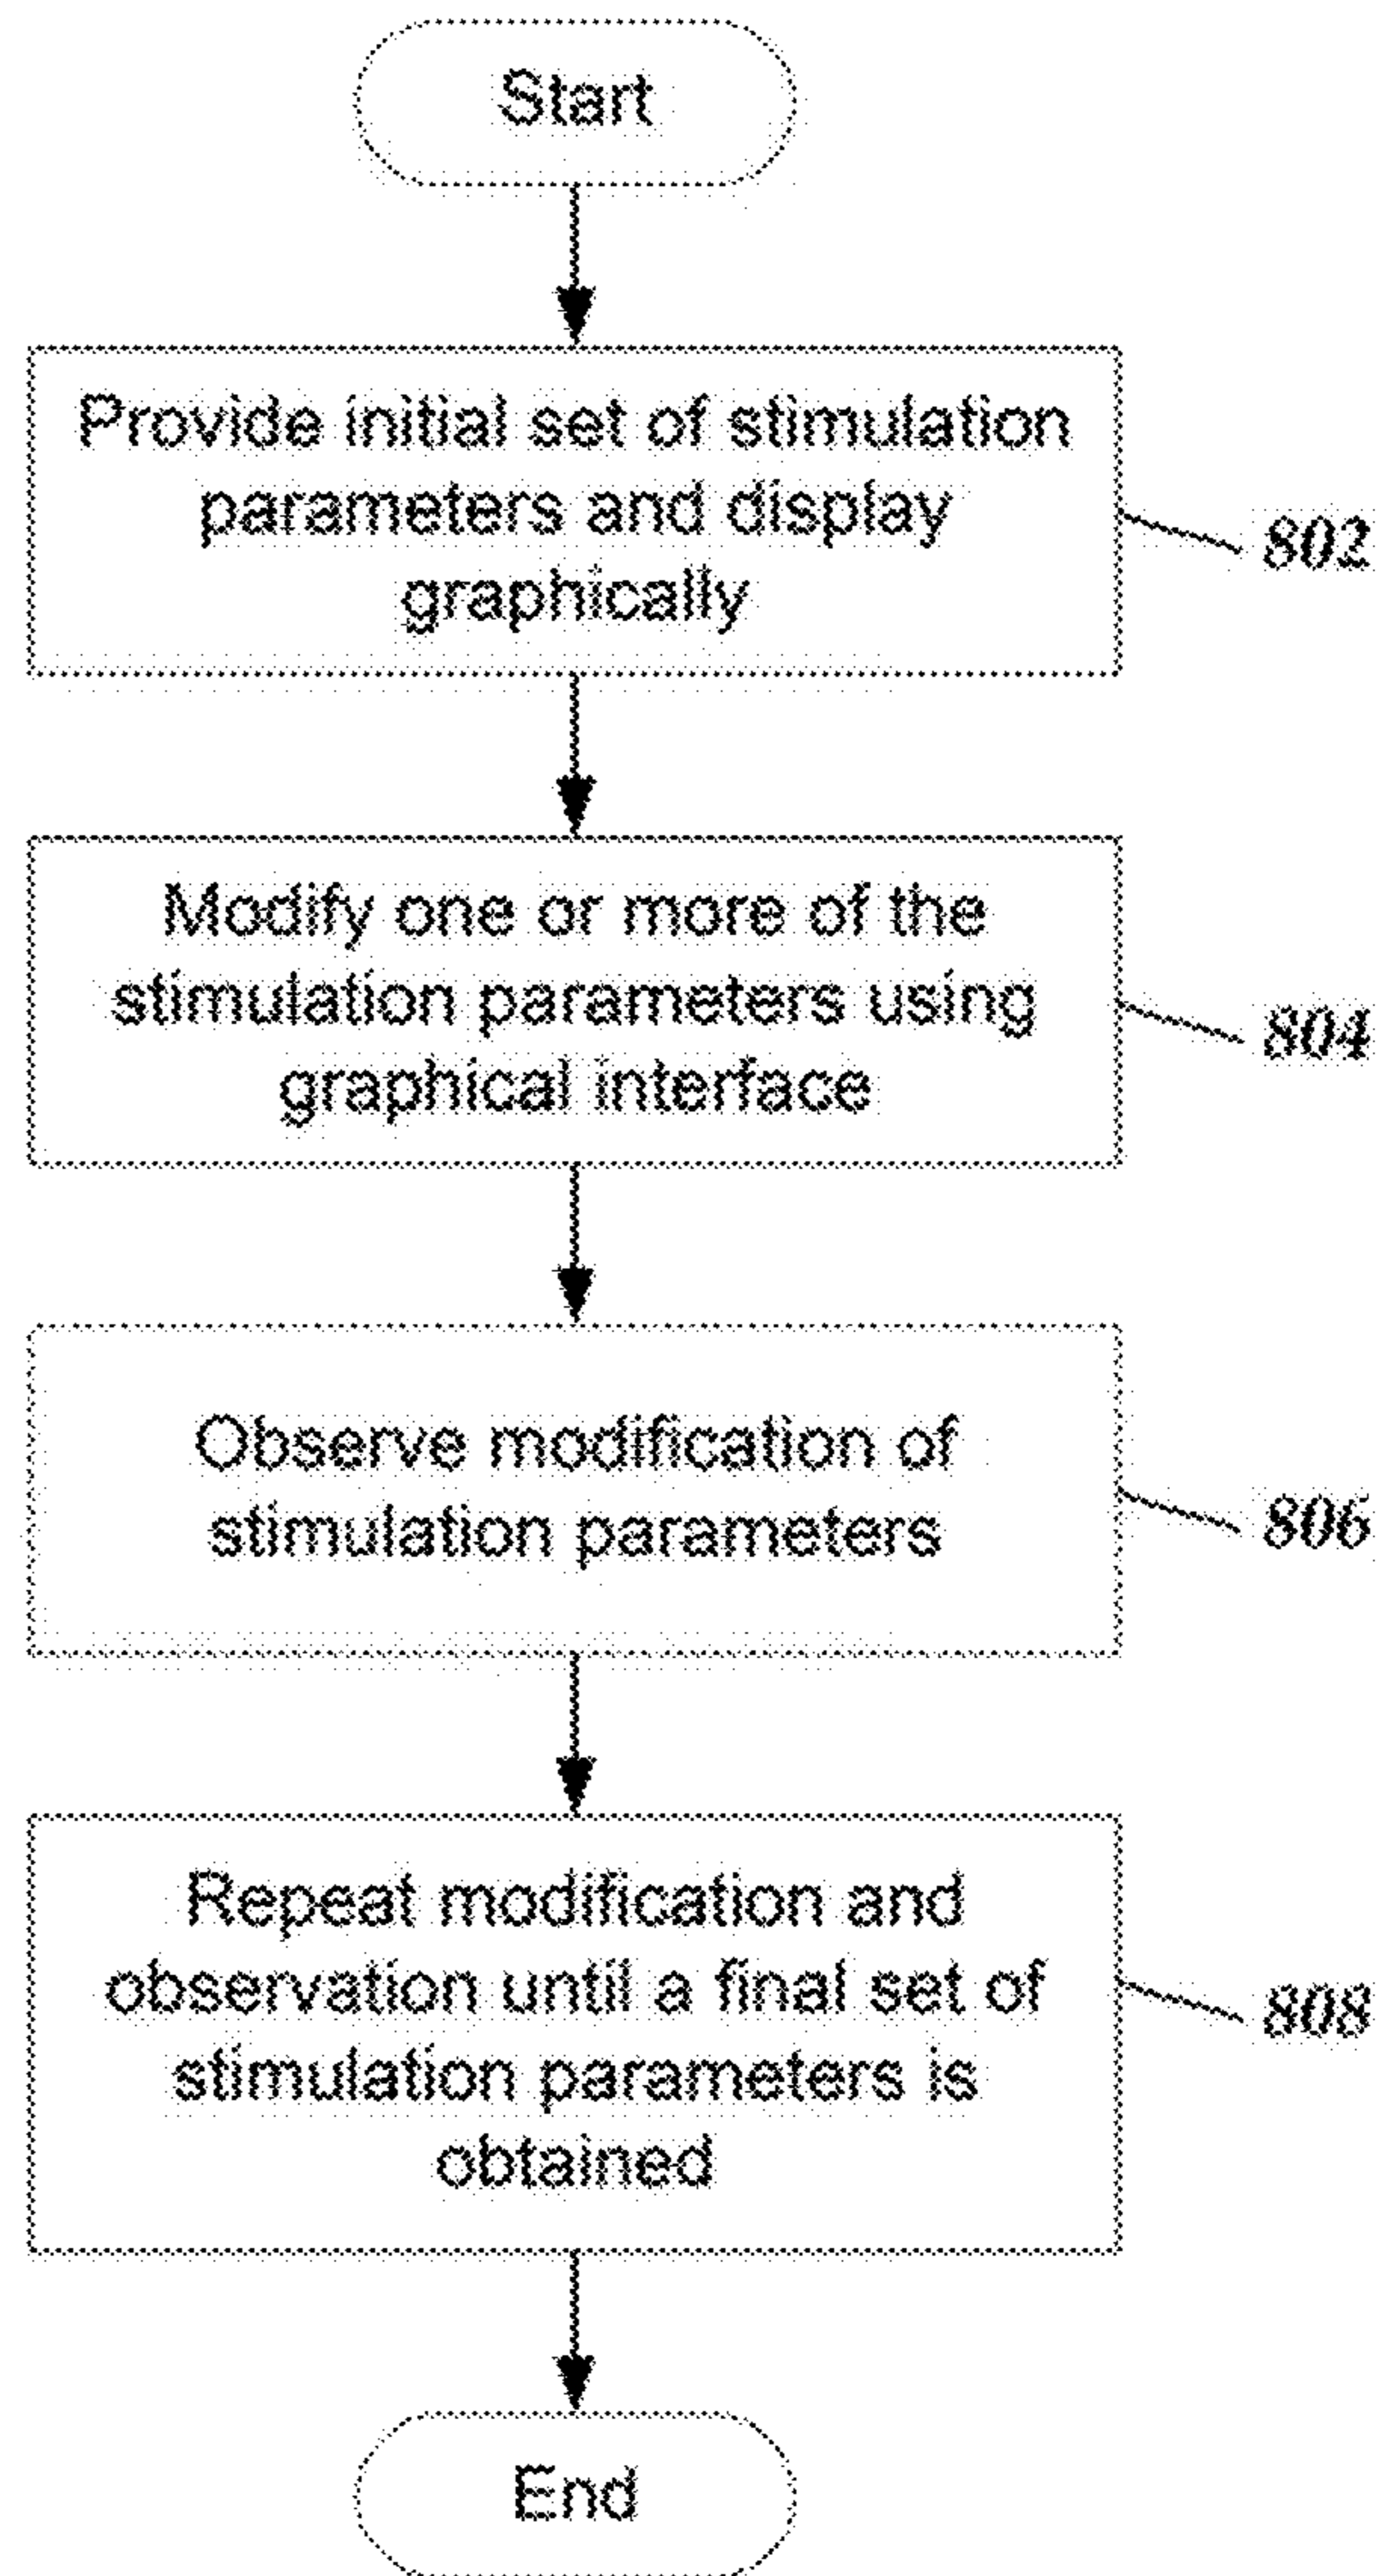 Start
Provide initial set of stimulation
parameters and display
graphically
802
Modify one or more of the
stimulation parameters using
graphical interface
804
Observe modification of
stimulation parameters
806
Repeat modification and
observation until a final set of
stimulation parameters is
obtained
808
End